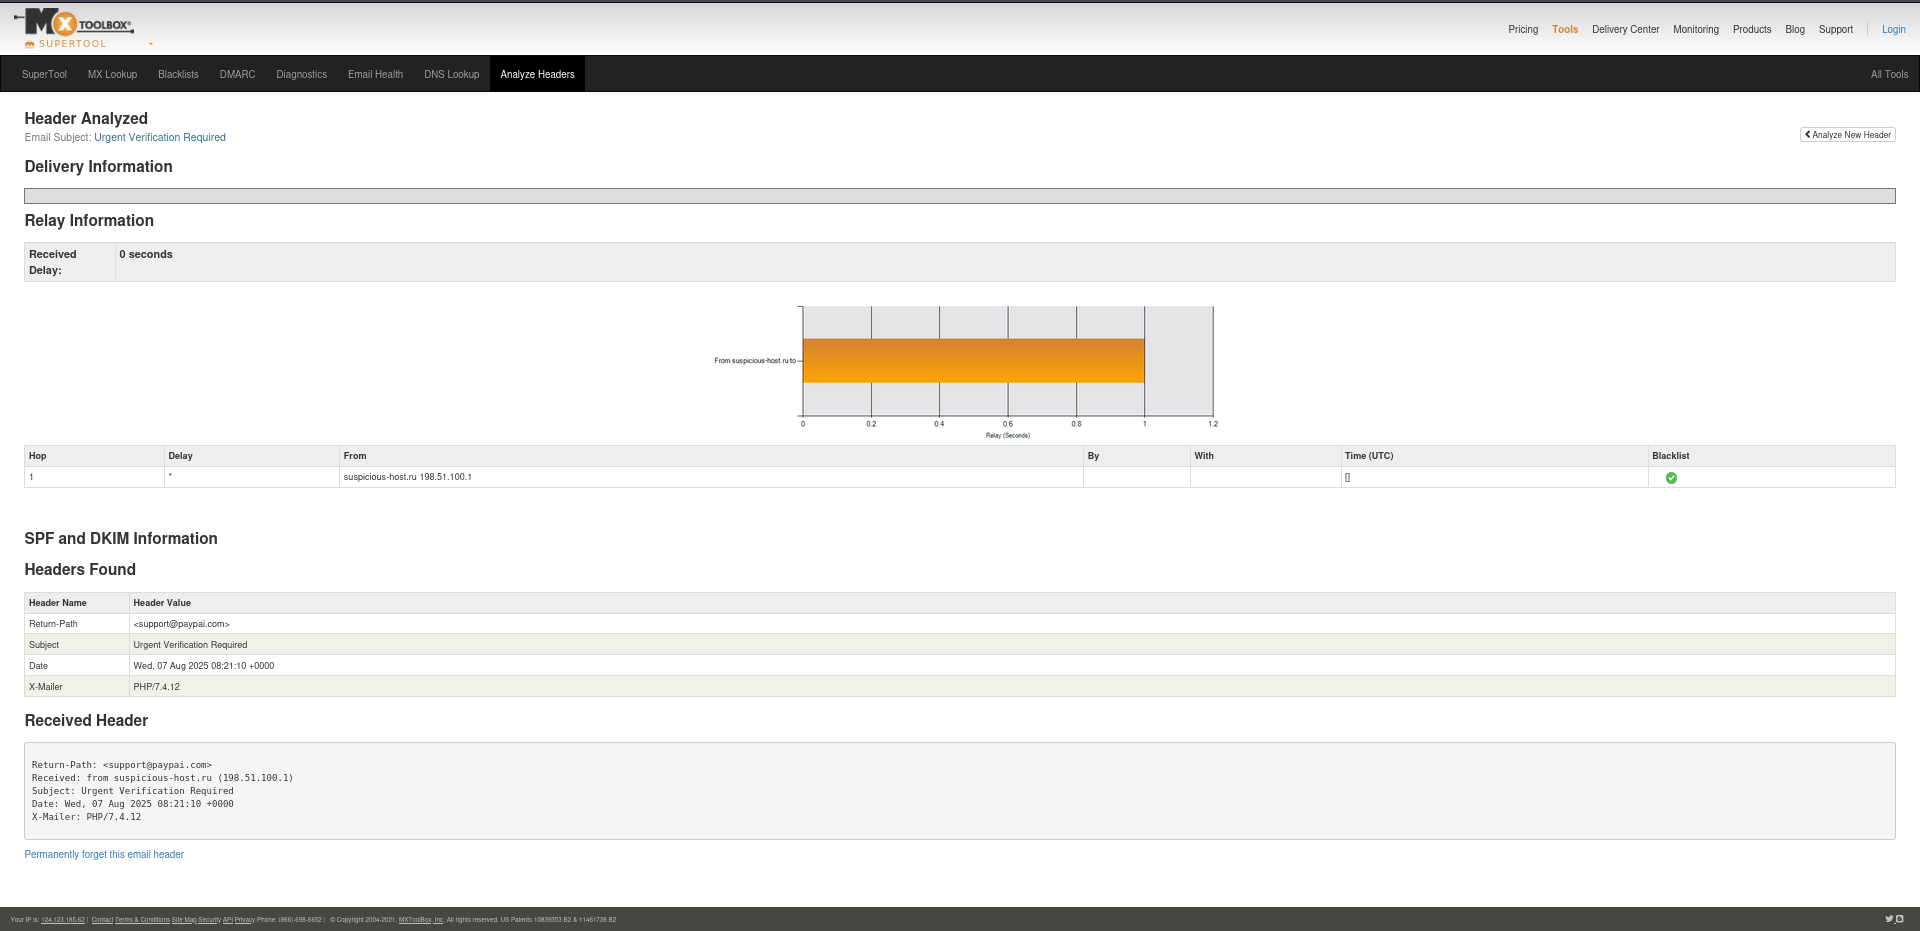 MX TOOLBOX®
SUPERTOOL
Pricing Tools Delivery Center Monitoring Products Blog Support Login
SuperTool MX Lookup Blacklists DMARC Diagnostics Email Health DNS Lookup Analyze Headers All Tools
Header Analyzed
Email Subject: Urgent Verification Required
Analyze New Header
Delivery Information
Relay Information
Received Delay: 0 seconds
From suspicious-host.ru to
0 0.2 0.4 0.6 0.8 1 1.2
Relay (Seconds)
Hop Delay From By With Time (UTC) Blacklist
1 * suspicious-host.ru 198.51.100.1 []
SPF and DKIM Information
Headers Found
Header Name Header Value
Return-Path <support@paypai.com>
Subject Urgent Verification Required
Date Wed, 07 Aug 2025 08:21:10 +0000
X-Mailer PHP/7.4.12
Received Header
Return-Path: <support@paypai.com>
Received: from suspicious-host.ru (198.51.100.1)
Subject: Urgent Verification Required
Date: Wed, 07 Aug 2025 08:21:10 +0000
X-Mailer: PHP/7.4.12
Permanently forget this email header
Your IP is: 124.123.185.62 | Contact Terms & Conditions Site Map Security API Privacy Phone: (866)-698-6652 | © Copyright 2004-2021, MXToolBox, Inc. All rights reserved. US Patents 10839353 B2 & 11461738 B2